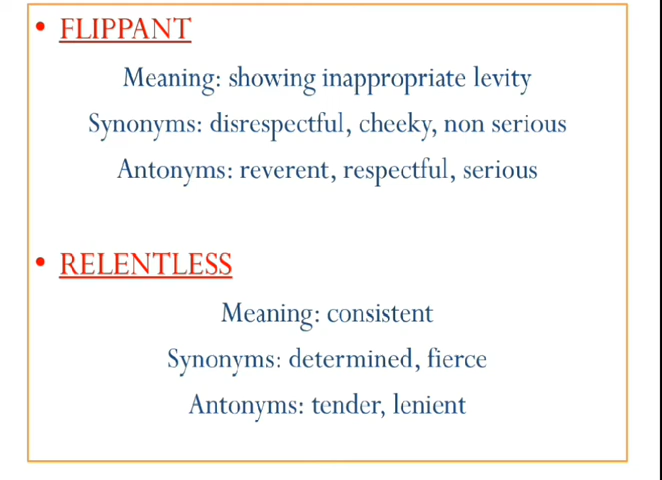 • FLIPPANT
Meaning: showing inappropriate levity
Synonyms: disrespectful, cheeky, non serious
Antonyms: reverent, respectful, serious
• RELENTLESS
Meaning: consistent
Synonyms: determined, fierce
Antonyms: tender, lenient